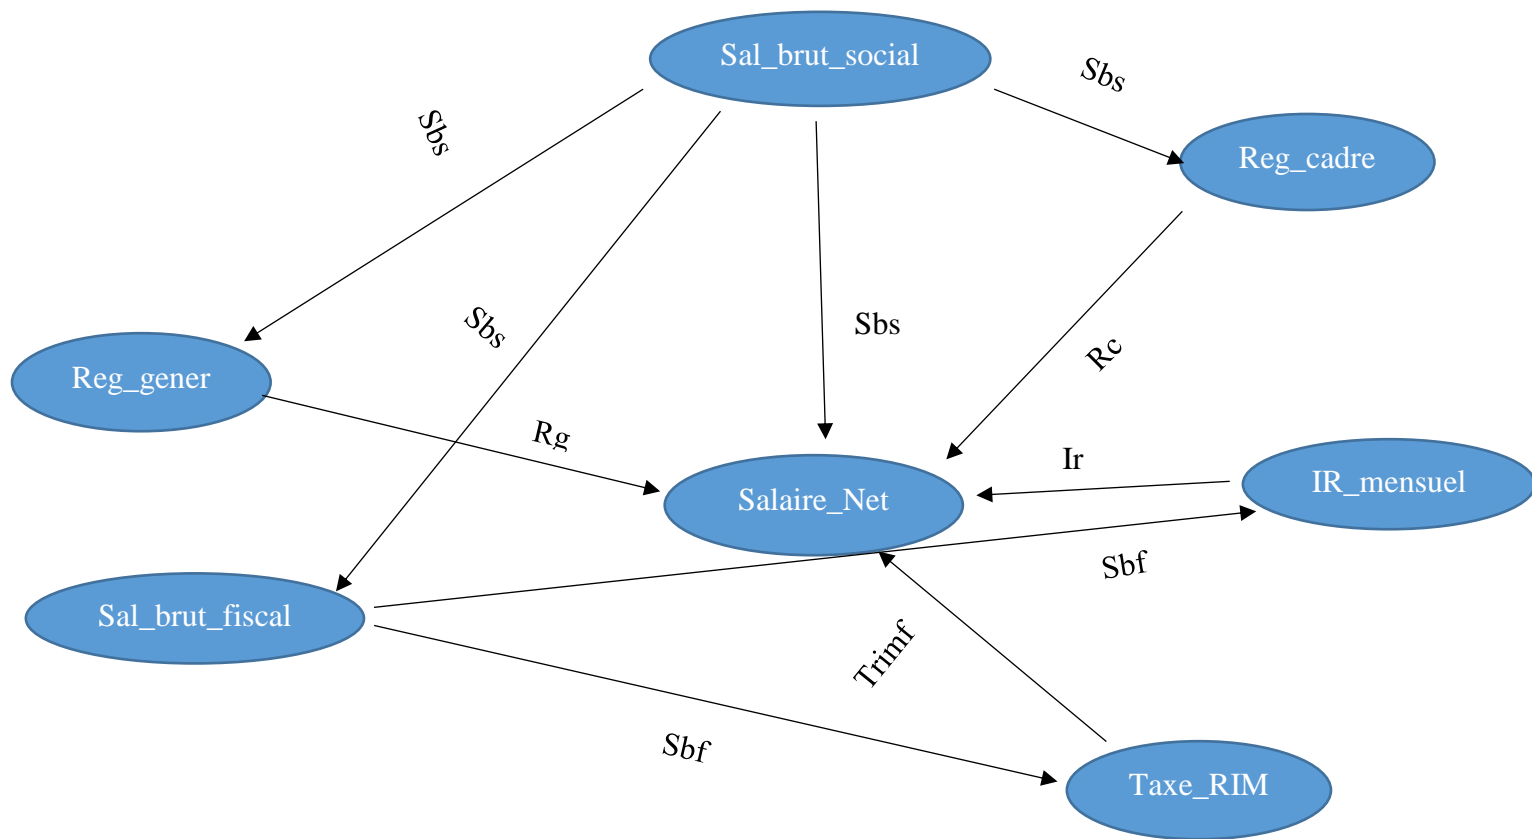 Sal_brut_social
Sbs
Sbs
Reg_cadre
Sbs
Sbs
Rc
Reg_gener
Rg
Ir
IR_mensuel
Salaire_Net
Sbf
Sal_brut_fiscal
Trimf
Sbf
Taxe_RIM